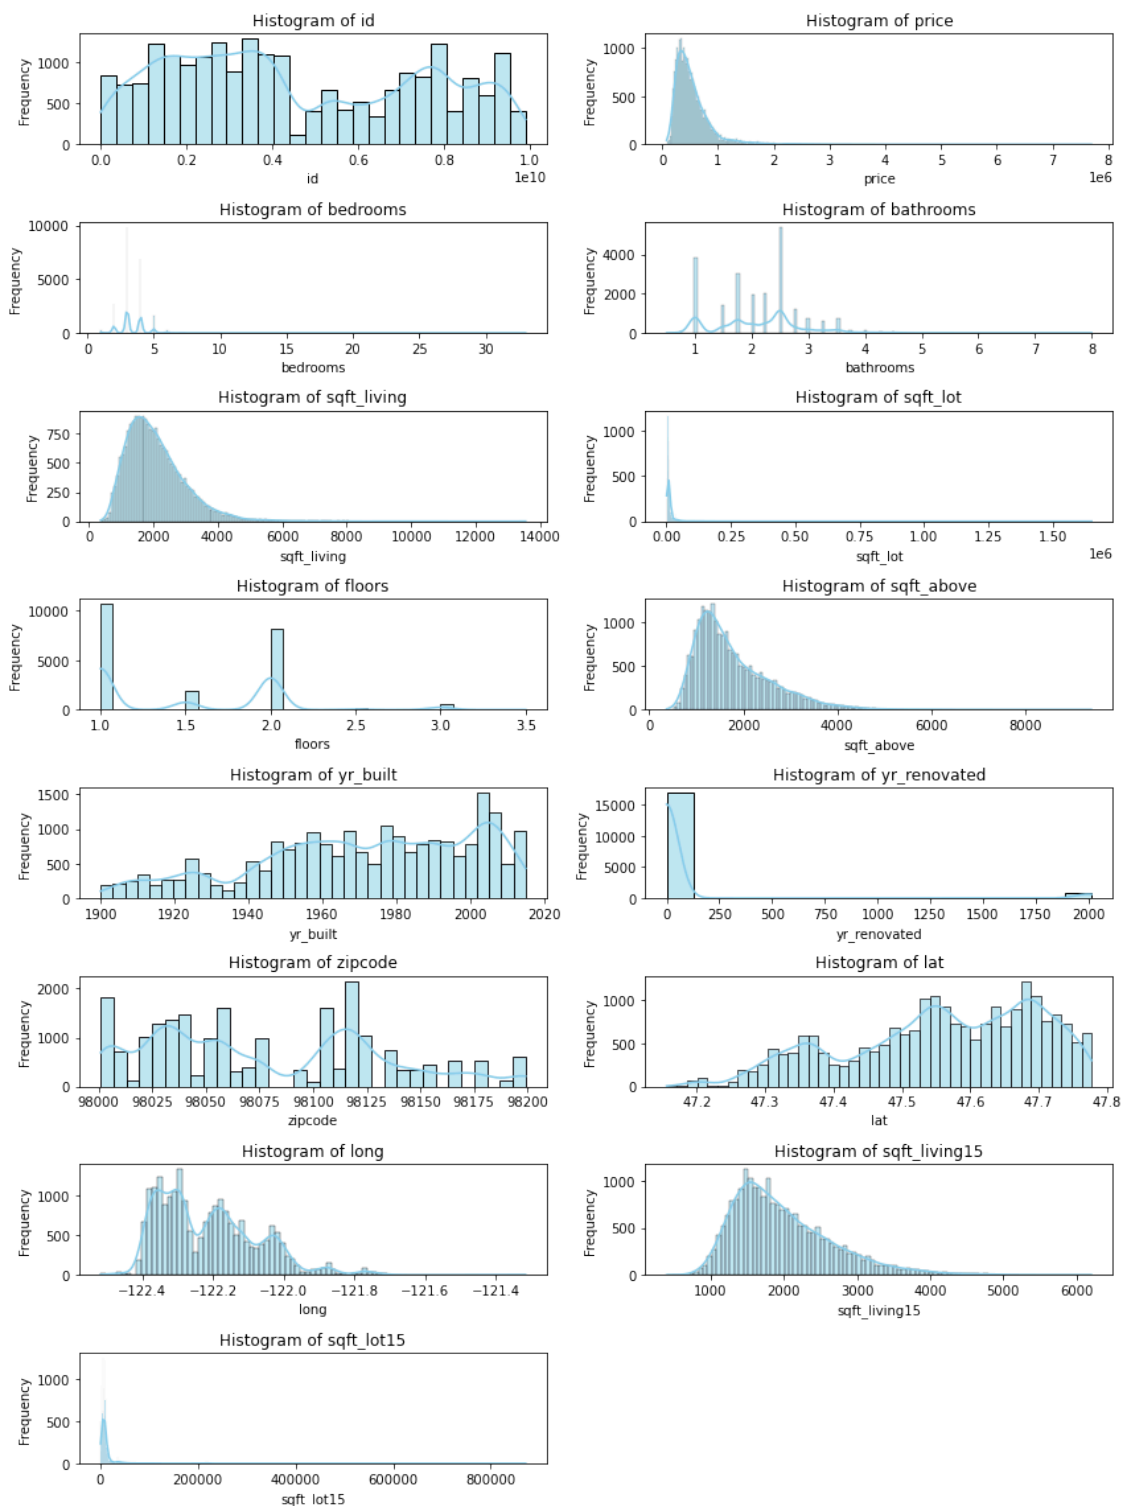 Histogram of id
Frequency
1000
500
0
0.0 0.2 0.4 0.6 0.8 1.0
1e10
id
Histogram of price
Frequency
1000
500
0
0 1 2 3 4 5 6 7 8
1e6
price
Histogram of bedrooms
Frequency
10000
5000
0
0 5 10 15 20 25 30
bedrooms
Histogram of bathrooms
Frequency
4000
2000
0
1 2 3 4 5 6 7 8
bathrooms
Histogram of sqft_living
Frequency
750
500
250
0
0 2000 4000 6000 8000 10000 12000 14000
sqft_living
Histogram of sqft_lot
Frequency
1000
500
0
0.00 0.25 0.50 0.75 1.00 1.25 1.50
1e6
sqft_lot
Histogram of floors
Frequency
10000
5000
0
1.0 1.5 2.0 2.5 3.0 3.5
floors
Histogram of sqft_above
Frequency
1000
500
0
0 2000 4000 6000 8000
sqft_above
Histogram of yr_built
Frequency
1500
1000
500
0
1900 1920 1940 1960 1980 2000 2020
yr_built
Histogram of yr_renovated
Frequency
15000
10000
5000
0
0 250 500 750 1000 1250 1500 1750 2000
yr_renovated
Histogram of zipcode
Frequency
2000
1000
0
98000 98025 98050 98075 98100 98125 98150 98175 98200
zipcode
Histogram of lat
Frequency
1000
500
0
47.2 47.3 47.4 47.5 47.6 47.7 47.8
lat
Histogram of long
Frequency
1000
500
0
−122.4 −122.2 −122.0 −121.8 −121.6 −121.4
long
Histogram of sqft_living15
Frequency
1000
500
0
1000 2000 3000 4000 5000 6000
sqft_living15
Histogram of sqft_lot15
Frequency
1000
500
0
0 200000 400000 600000 800000
sqft_lot15